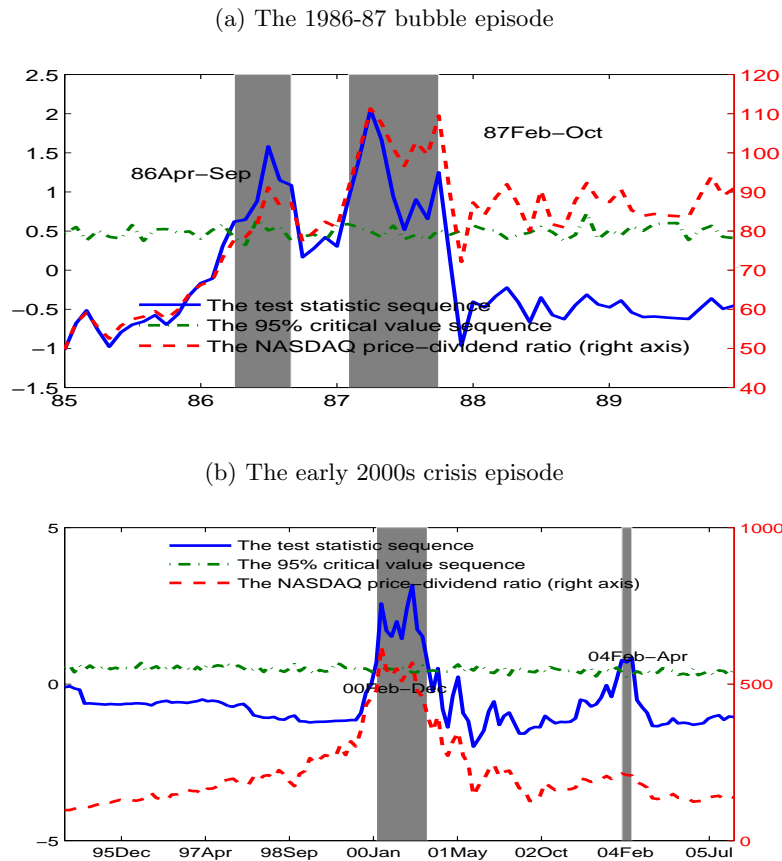 (a) The 1986-87 bubble episode
2.5
2
1.5
1
0.5
0
−0.5
−1
−1.5
120
110
100
90
80
70
60
50
40
86Apr−Sep
87Feb−Oct
The test statistic sequence
The 95% critical value sequence
The NASDAQ price−dividend ratio (right axis)
85 86 87 88 89
(b) The early 2000s crisis episode
5
0
−5
1000
500
0
The test statistic sequence
The 95% critical value sequence
The NASDAQ price−dividend ratio (right axis)
04Feb−Apr
00Feb−Dec
95Dec 97Apr 98Sep 00Jan 01May 02Oct 04Feb 05Jul